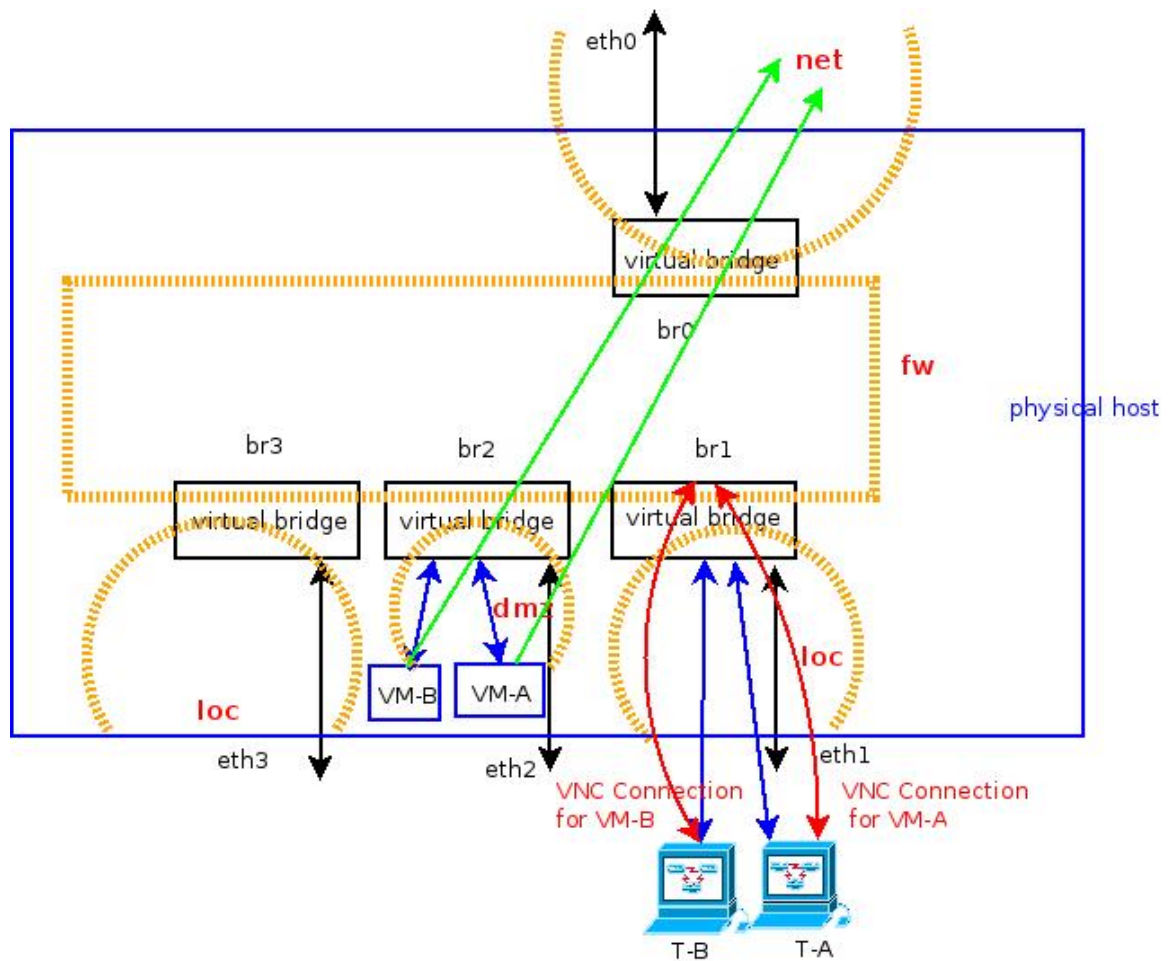 eth0
net
virtual bridge
br0
fw
physical host
br3
br2
br1
virtual bridge
virtual bridge
virtual bridge
dmz
loc
VM-B
VM-A
loc
eth3
eth2
eth1
VNC Connection
for VM-B
VNC Connection
for VM-A
T-B
T-A